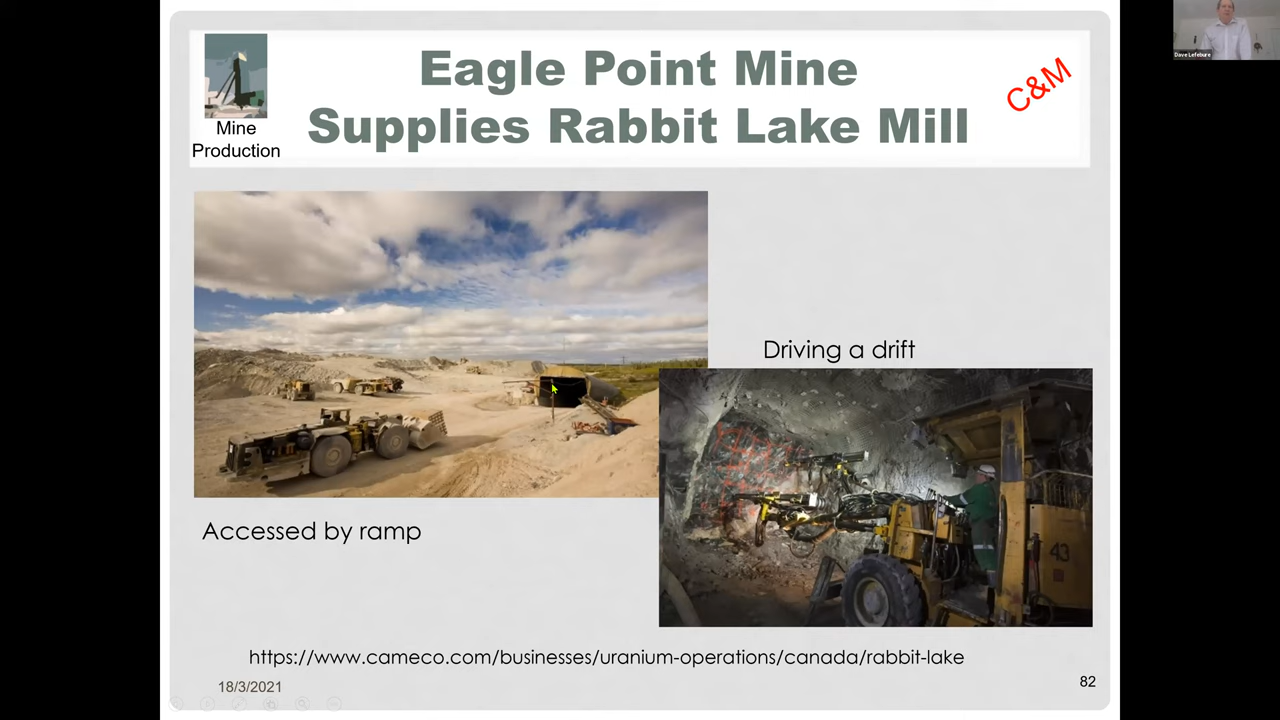 Eagle Point Mine
Supplies Rabbit Lake Mill
C&M
Mine
Production
Dave Lefebure
Driving a drift
43
Accessed by ramp
https://www.cameco.com/businesses/uranium-operations/canada/rabbit-lake
18/3/2021
82